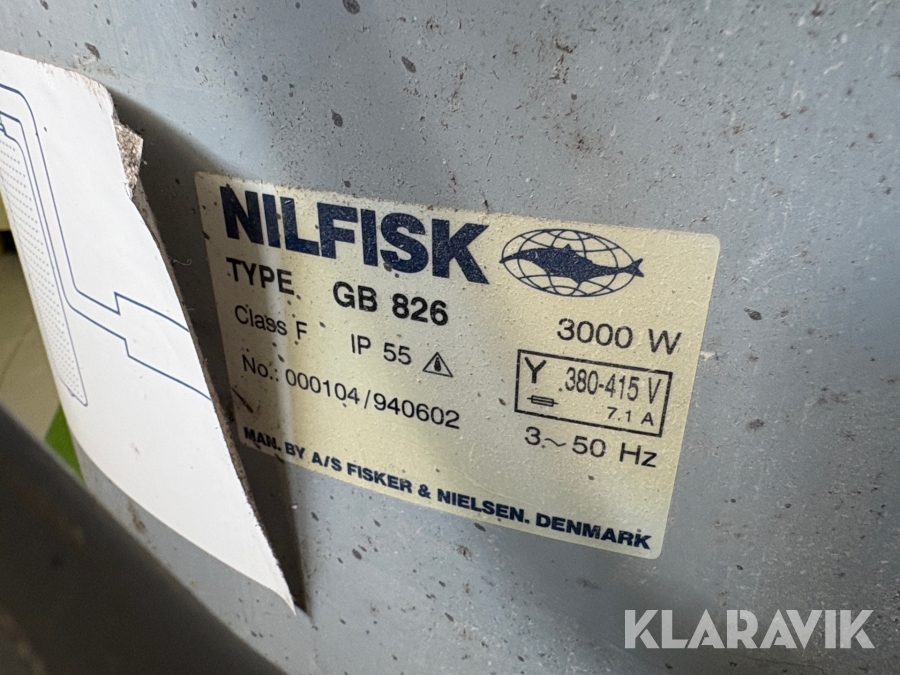 NILFISK
TYPE GB 826
3000 W
Class F IP 55
Y 380-415 V
7.1 A
No.: 000104/940602
3~50 Hz
MAN. BY A/S FISKER & NIELSEN. DENMARK
KLARAVIK